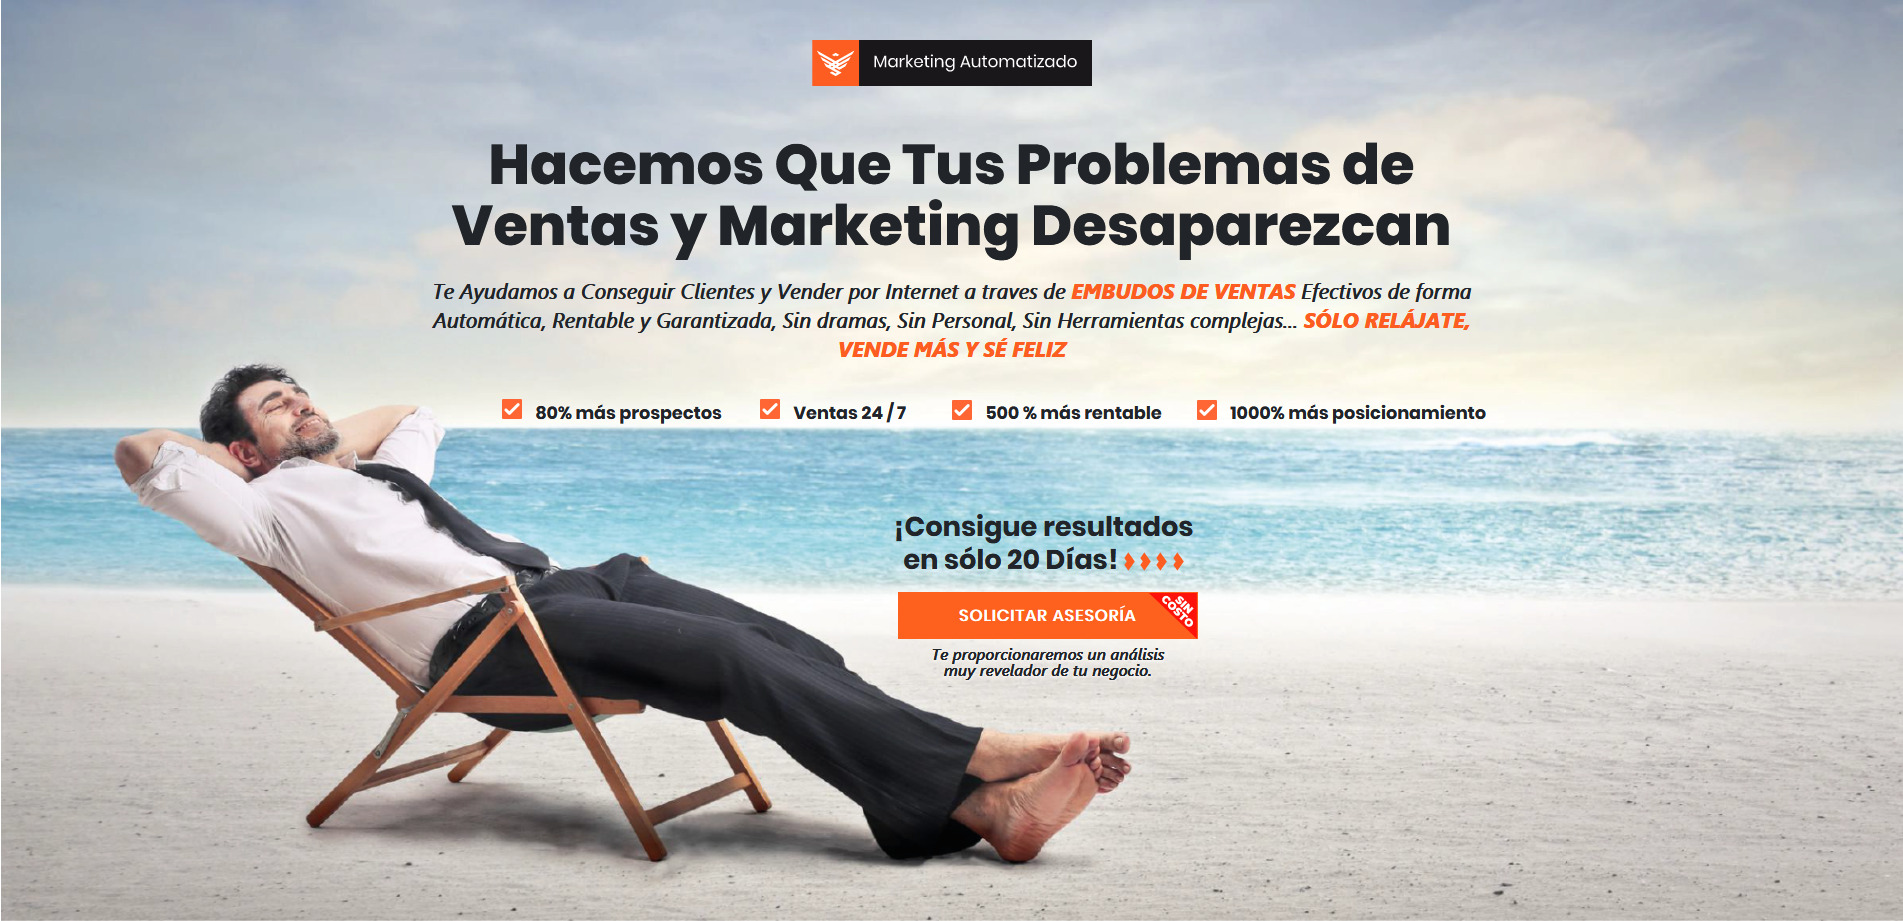 Marketing Automatizado
Hacemos Que Tus Problemas de
Ventas y Marketing Desaparezcan
Te Ayudamos a Conseguir Clientes y Vender por Internet a traves de EMBUDOS DE VENTAS Efectivos de forma
Automática, Rentable y Garantizada, Sin dramas, Sin Personal, Sin Herramientas complejas... SÓLO RELÁJATE,
VENDE MÁS Y SÉ FELIZ
80% más prospectos
Ventas 24 / 7
500 % más rentable
1000% más posicionamiento
¡Consigue resultados
en sólo 20 Días!
SOLICITAR ASESORÍA
SIN
COSTO
Te proporcionaremos un análisis
muy revelador de tu negocio.